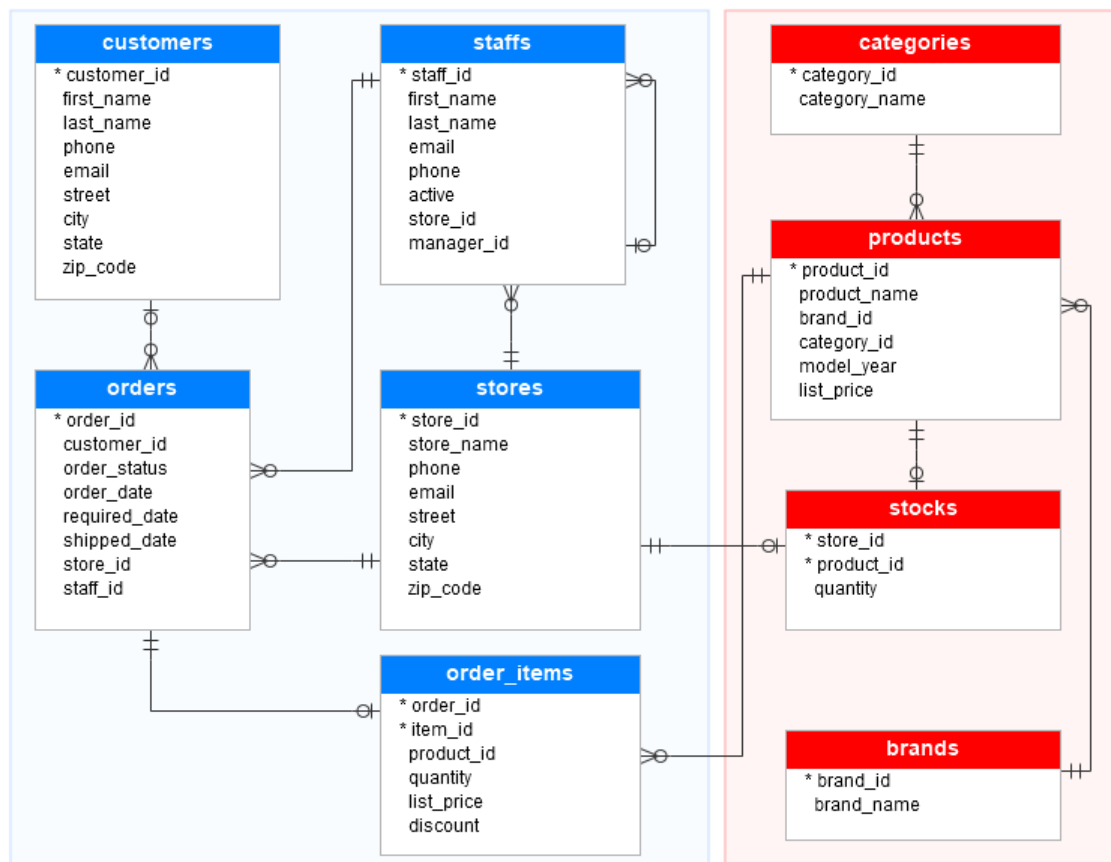 customers
* customer_id
first_name
last_name
phone
email
street
city
state
zip_code
staffs
* staff_id
first_name
last_name
email
phone
active
store_id
manager_id
categories
* category_id
category_name
products
* product_id
product_name
brand_id
category_id
model_year
list_price
orders
* order_id
customer_id
order_status
order_date
required_date
shipped_date
store_id
staff_id
stores
* store_id
store_name
phone
email
street
city
state
zip_code
stocks
* store_id
* product_id
quantity
order_items
* order_id
* item_id
product_id
quantity
list_price
discount
brands
* brand_id
brand_name